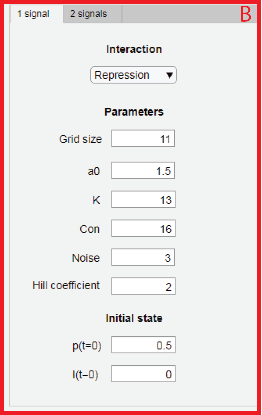 1 signal 2 signals B
Interaction
Repression
Parameters
Grid size 11
a0 1.5
K 13
Con 16
Noise 3
Hill coefficient 2
Initial state
p(t=0) 0.5
I(t=0) 0